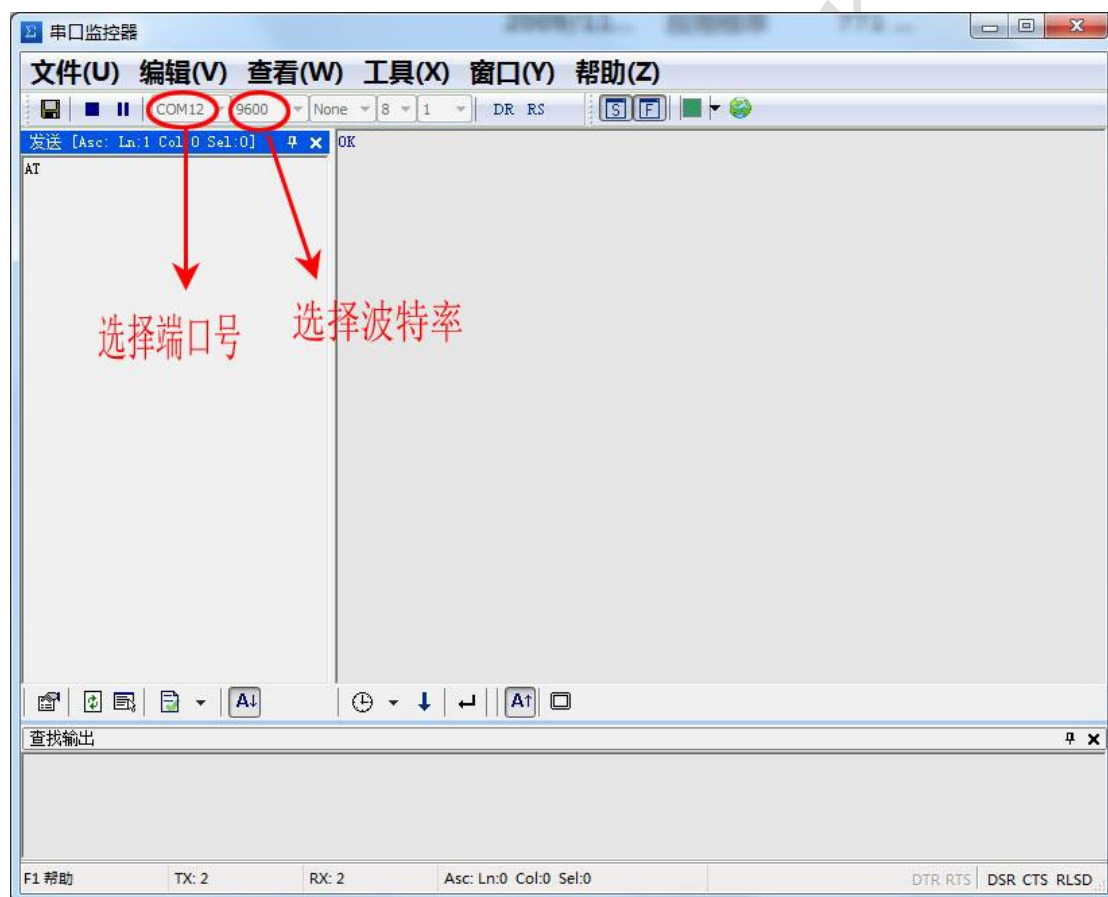 串口监控器
文件(U) 编辑(V) 查看(W) 工具(X) 窗口(Y) 帮助(Z)
COM12 9600 None 8 1 DR RS S F
发送 [Asc: Ln:1 Col:0 Sel:0]
OK
AT
选择端口号
选择波特率
A
A
查找输出
F1 帮助 TX: 2 RX: 2 Asc: Ln:0 Col:0 Sel:0 DTR RTS DSR CTS RLSD